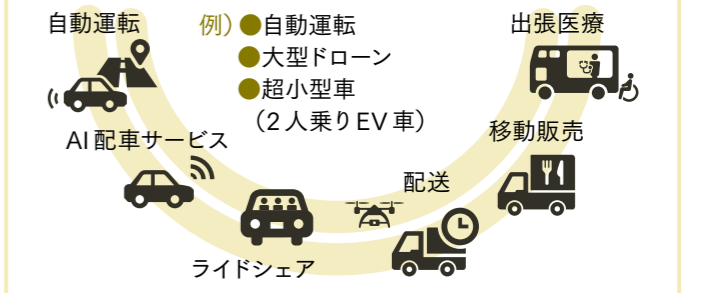 自動運転
例）●自動運転
●大型ドローン
●超小型車
（2人乗りEV車）
出張医療
AI配車サービス
移動販売
配送
ライドシェア